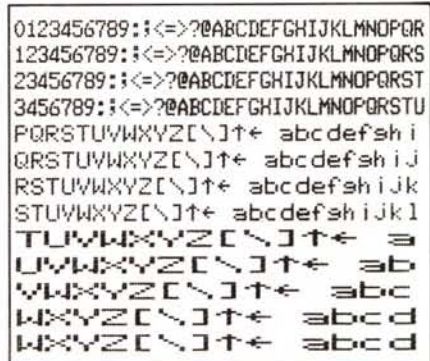 0123456789:;<=>?@ABCDEFGHIJKLMNOPQR
123456789:;<=>?@ABCDEFGHIJKLMNOPQRS
23456789:;<=>?@ABCDEFGHIJKLMNOPQRST
3456789:;<=>?@ABCDEFGHIJKLMNOPQRSTU
PQRSTUVWXYZ[\]↑← abcdefghi
QRSTUVWXYZ[\]↑← abcdefghij
RSTUVWXYZ[\]↑← abcdefghijk
STUVWXYZ[\]↑← abcdefghijkl
TUVWXYZ[\]↑← a
UVWXYZ[\]↑← ab
VWXYZ[\]↑← abc
WXYZ[\]↑← abcd
WXYZ[\]↑← abcd